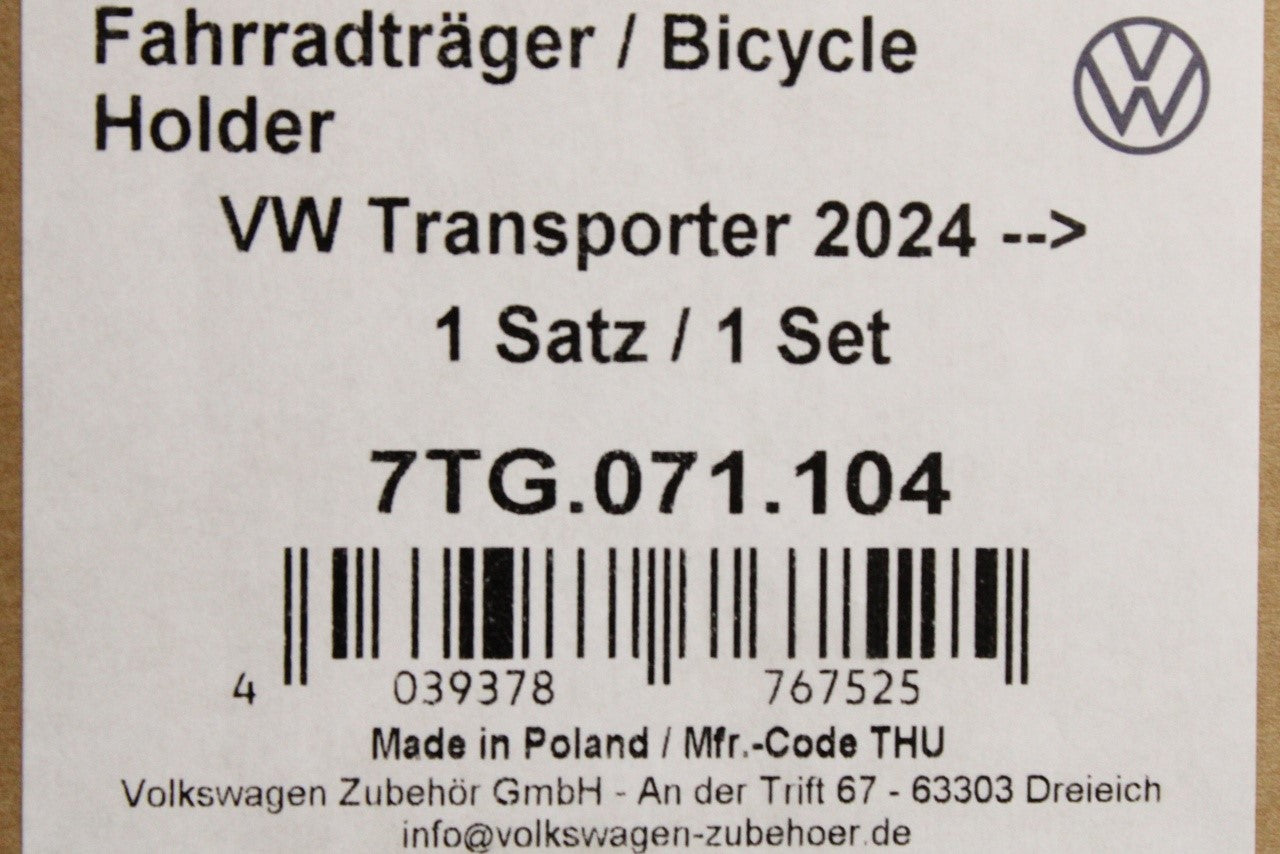 Fahrradträger / Bicycle
Holder
VW Transporter 2024 -->
1 Satz / 1 Set
7TG.071.104
4 039378 767525
Made in Poland / Mfr.-Code THU
Volkswagen Zubehör GmbH - An der Trift 67 - 63303 Dreieich
info@volkswagen-zubehoer.de